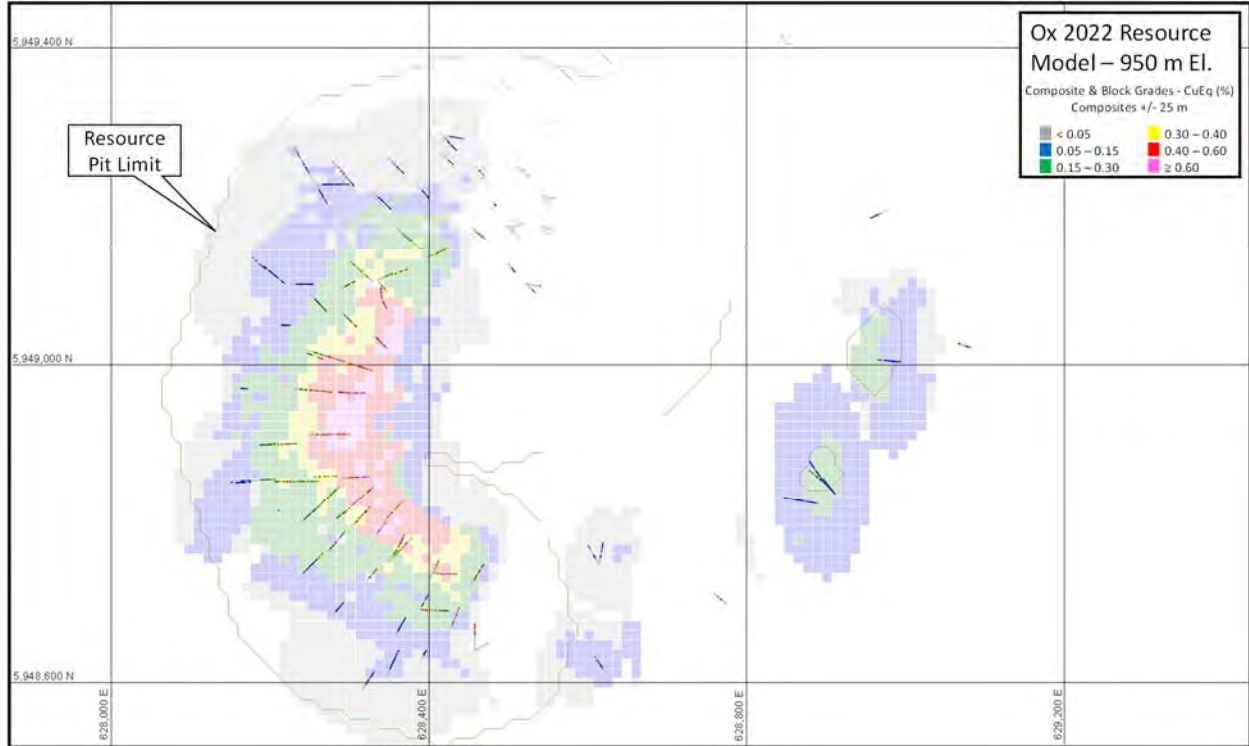 5,949,400 N
Ox 2022 Resource
Model – 950 m El.
Composite & Block Grades - CuEq (%)
Composites +/- 25 m
< 0.05
0.30 – 0.40
0.05 – 0.15
0.40 – 0.60
0.15 – 0.30
≥ 0.60
Resource
Pit Limit
5,949,000 N
5,948,600 N
628,000 E
628,400 E
628,800 E
629,200 E